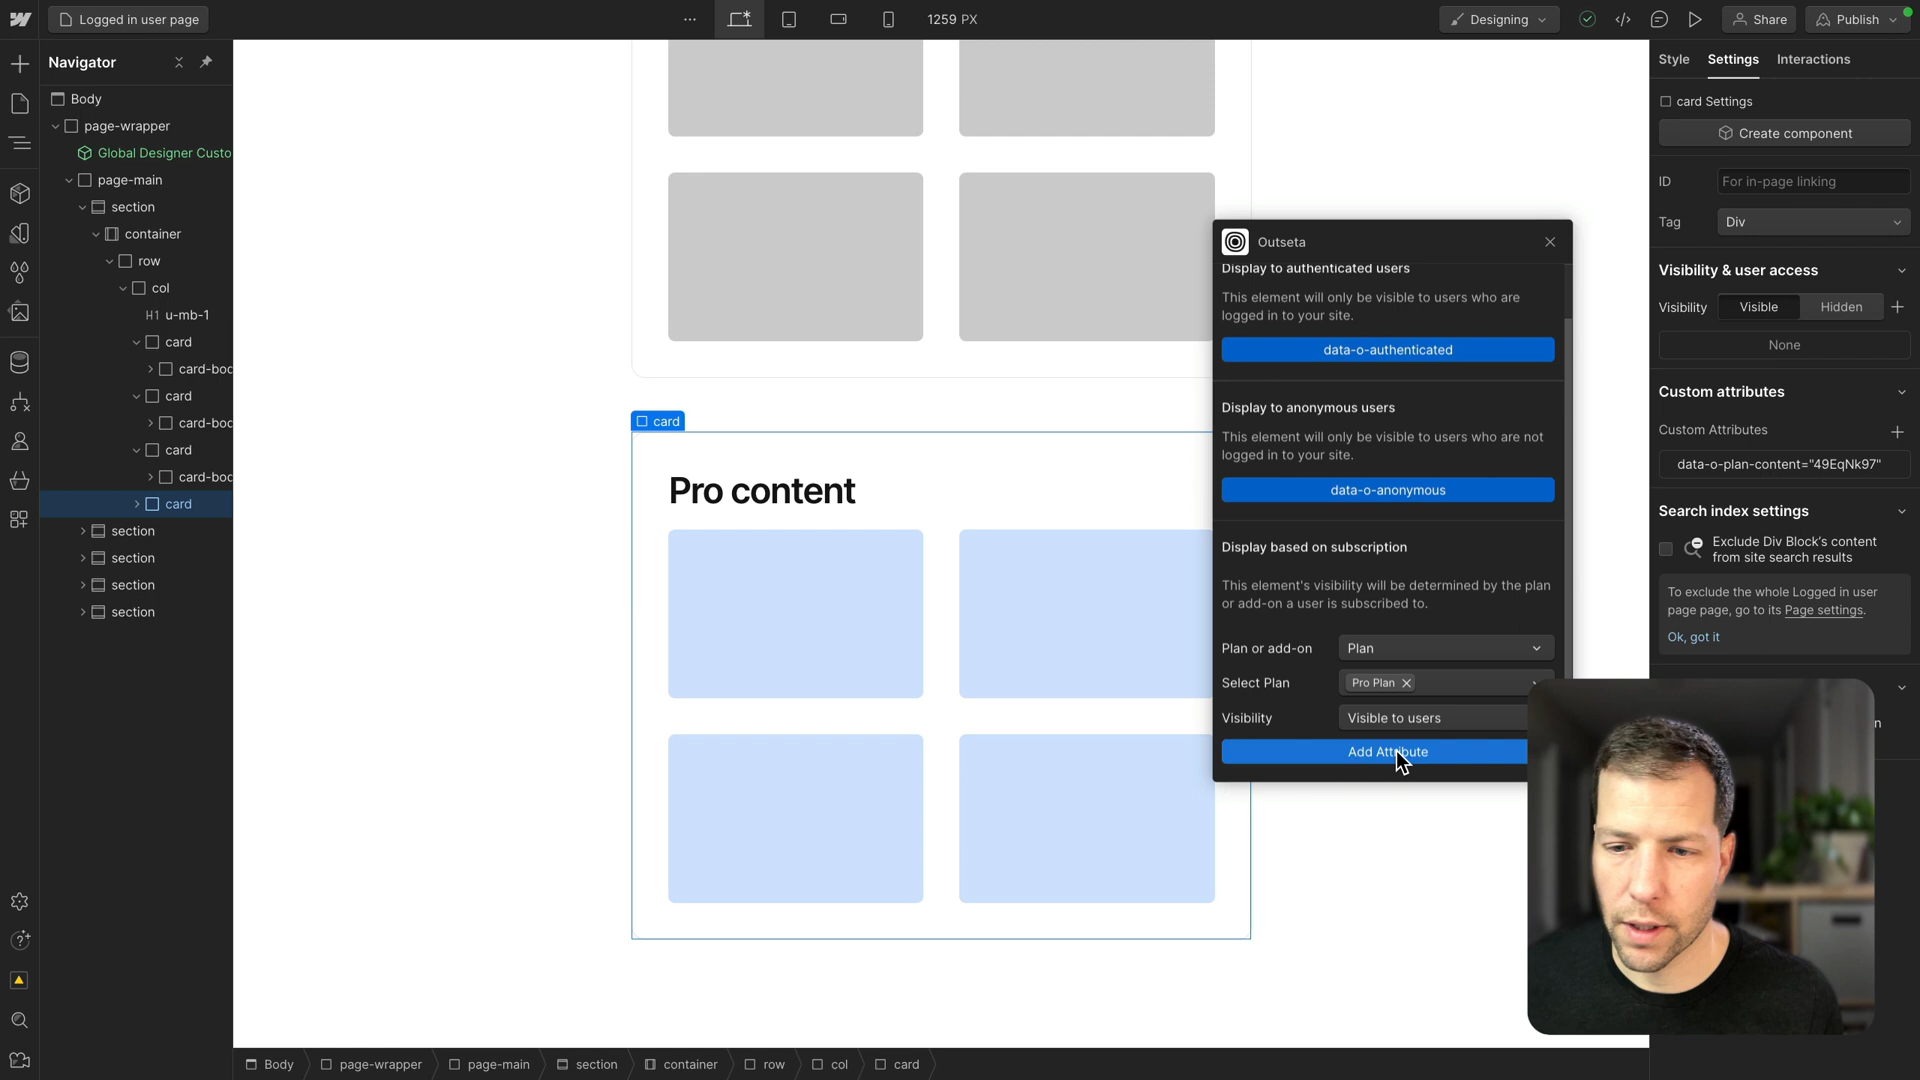 Logged in user page
1259 PX
Designing
Share
Publish
Navigator
Body
page-wrapper
Global Designer Custo
page-main
section
container
row
col
H1 u-mb-1
card
card-boc
card
card-boc
card
card-boc
card
section
section
section
section
card
Pro content
Outseta
Display to authenticated users
This element will only be visible to users who are
logged in to your site.
data-o-authenticated
Display to anonymous users
This element will only be visible to users who are not
logged in to your site.
data-o-anonymous
Display based on subscription
This element's visibility will be determined by the plan
or add-on a user is subscribed to.
Plan or add-on Plan
Select Plan Pro Plan
Visibility Visible to users
Add Attribute
Style Settings Interactions
card Settings
Create component
ID For in-page linking
Tag Div
Visibility & user access
Visibility Visible Hidden
None
Custom attributes
Custom Attributes
data-o-plan-content="49EqNk97"
Search index settings
Exclude Div Block's content
from site search results
To exclude the whole Logged in user
page page, go to its Page settings.
Ok, got it
n
Body page-wrapper page-main section container row col card